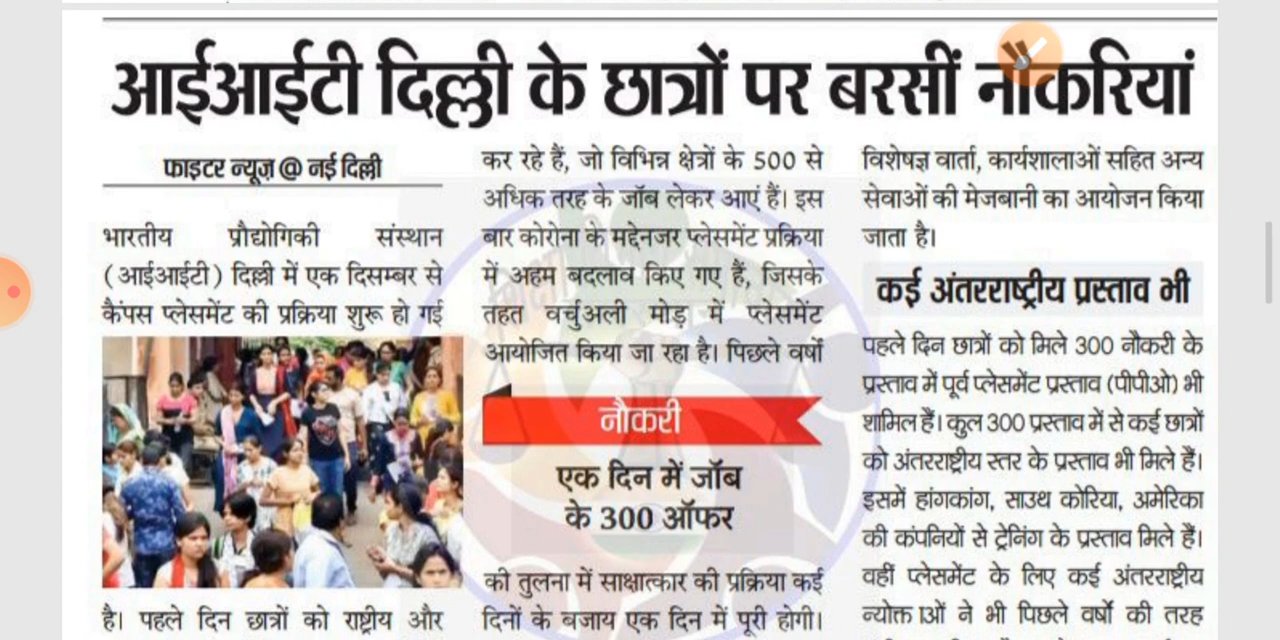 आईआईटी दिल्ली के छात्रों पर बरसीं नौकरियां
फाइटर न्यूज़ @ नई दिल्ली
भारतीय प्रौद्योगिकी संस्थान
(आईआईटी) दिल्ली में एक दिसम्बर से
कैंपस प्लेसमेंट की प्रक्रिया शुरू हो गई
है। पहले दिन छात्रों को राष्ट्रीय और
कर रहे हैं, जो विभिन्न क्षेत्रों के 500 से
अधिक तरह के जॉब लेकर आएं हैं। इस
बार कोरोना के मद्देनजर प्लेसमेंट प्रक्रिया
में अहम बदलाव किए गए हैं, जिसके
तहत वर्चुअली मोड़ में प्लेसमेंट
आयोजित किया जा रहा है। पिछले वर्षों
नौकरी
एक दिन में जॉब
के 300 ऑफर
की तुलना में साक्षात्कार की प्रक्रिया कई
दिनों के बजाय एक दिन में पूरी होगी।
विशेषज्ञ वार्ता, कार्यशालाओं सहित अन्य
सेवाओं की मेजबानी का आयोजन किया
जाता है।
कई अंतरराष्ट्रीय प्रस्ताव भी
पहले दिन छात्रों को मिले 300 नौकरी के
प्रस्ताव में पूर्व प्लेसमेंट प्रस्ताव (पीपीओ) भी
शामिल हैं। कुल 300 प्रस्ताव में से कई छात्रों
को अंतरराष्ट्रीय स्तर के प्रस्ताव भी मिले हैं।
इसमें हांगकांग, साउथ कोरिया, अमेरिका
की कंपनियों से ट्रेनिंग के प्रस्ताव मिले हैं।
वहीं प्लेसमेंट के लिए कई अंतरराष्ट्रीय
न्योक्त ाओं ने भी पिछले वर्षों की तरह